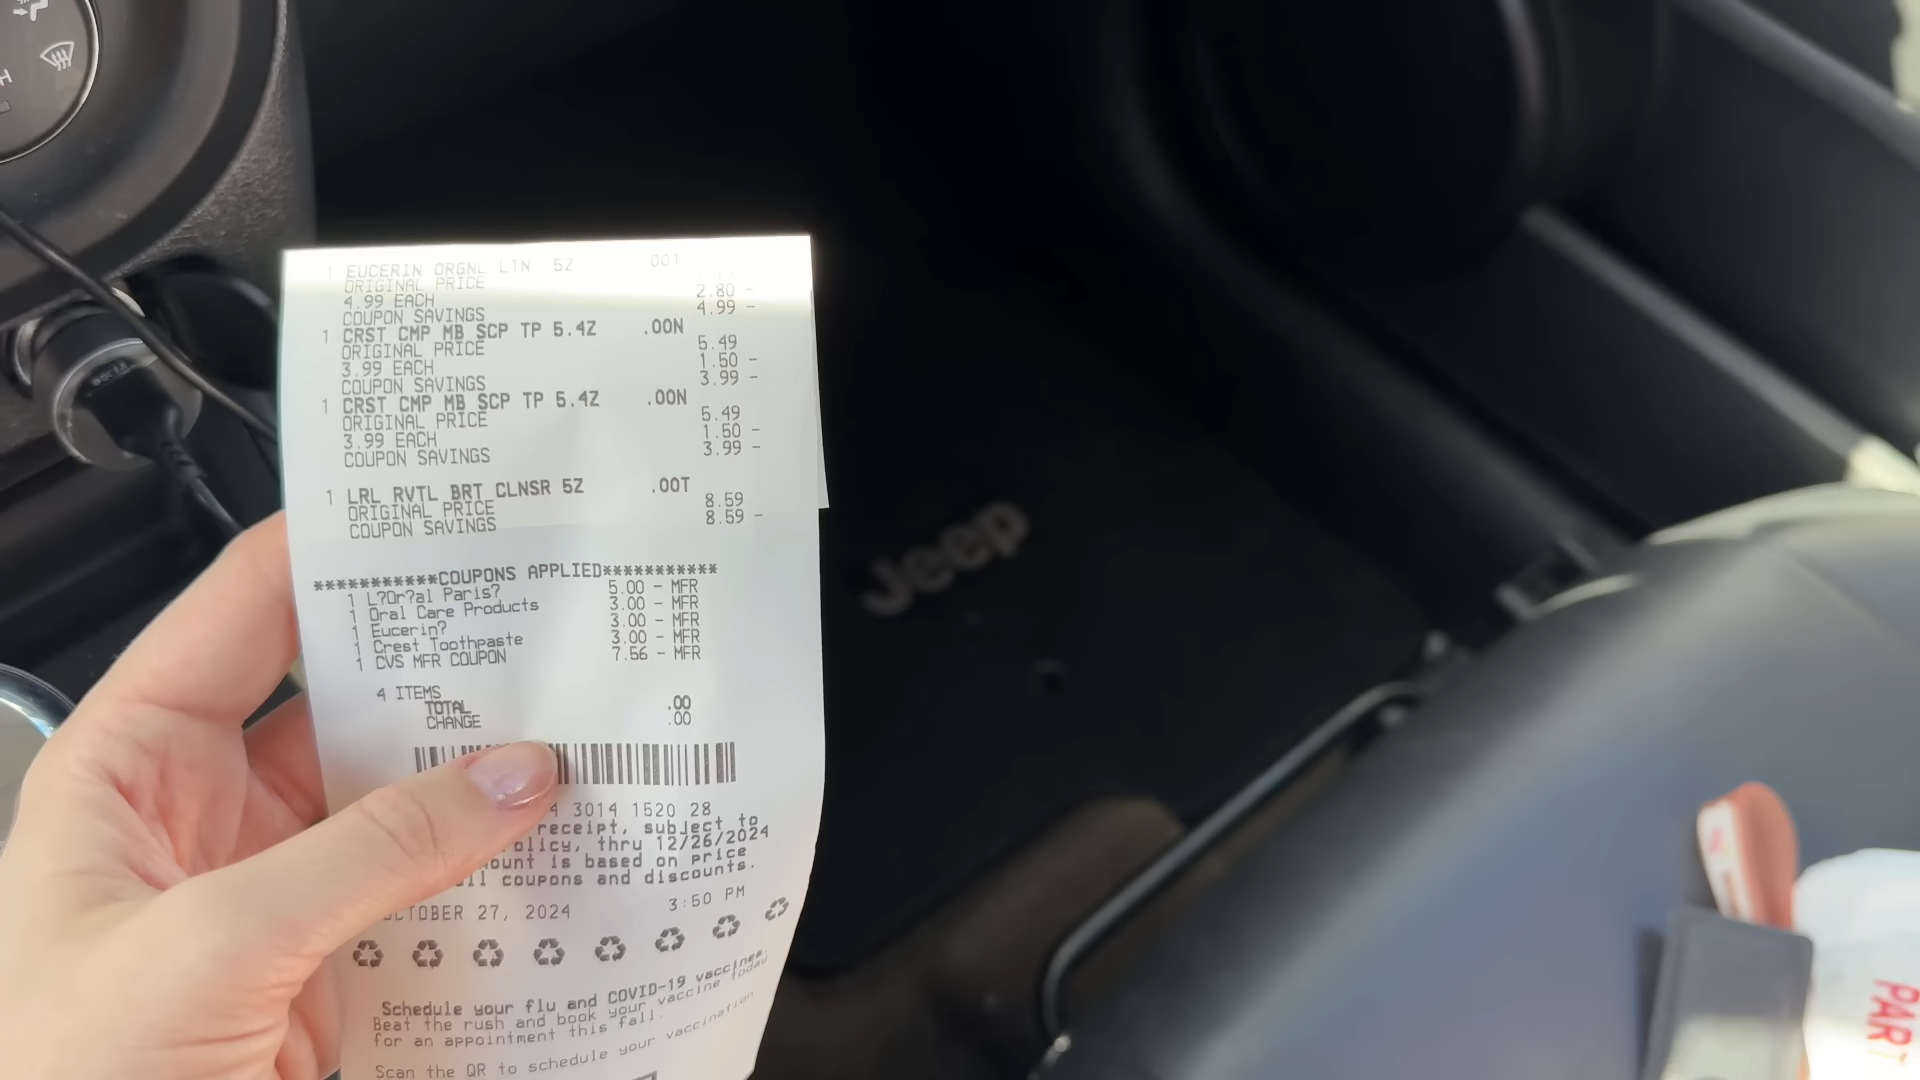 1 EUCERIN ORGNL LTN 5Z 001
ORIGINAL PRICE
4.99 EACH 2.80 -
COUPON SAVINGS 4.99 -
1 CRST CMP MB SCP TP 5.4Z .00N
ORIGINAL PRICE 5.49
3.99 EACH 1.50 -
COUPON SAVINGS 3.99 -
1 CRST CMP MB SCP TP 5.4Z .00N
ORIGINAL PRICE 5.49
3.99 EACH 1.50 -
COUPON SAVINGS 3.99 -
1 LRL RVTL BRT CLNSR 5Z .00T
ORIGINAL PRICE 8.59
COUPON SAVINGS 8.59 -
***********COUPONS APPLIED***********
1 L?Or?al Paris? 5.00 - MFR
1 Oral Care Products 3.00 - MFR
1 Eucerin? 3.00 - MFR
1 Crest Toothpaste 3.00 - MFR
1 CVS MFR COUPON 7.56 - MFR
4 ITEMS
TOTAL .00
CHANGE .00
4 3014 1520 28
receipt, subject to
olicy, thru 12/26/2024
ount is based on price
ll coupons and discounts.
OCTOBER 27, 2024 3:50 PM
Schedule your flu and COVID-19 vaccines.
Beat the rush and book your vaccine today
for an appointment this fall.
Scan the QR to schedule your vaccination
Jeep
PART
H